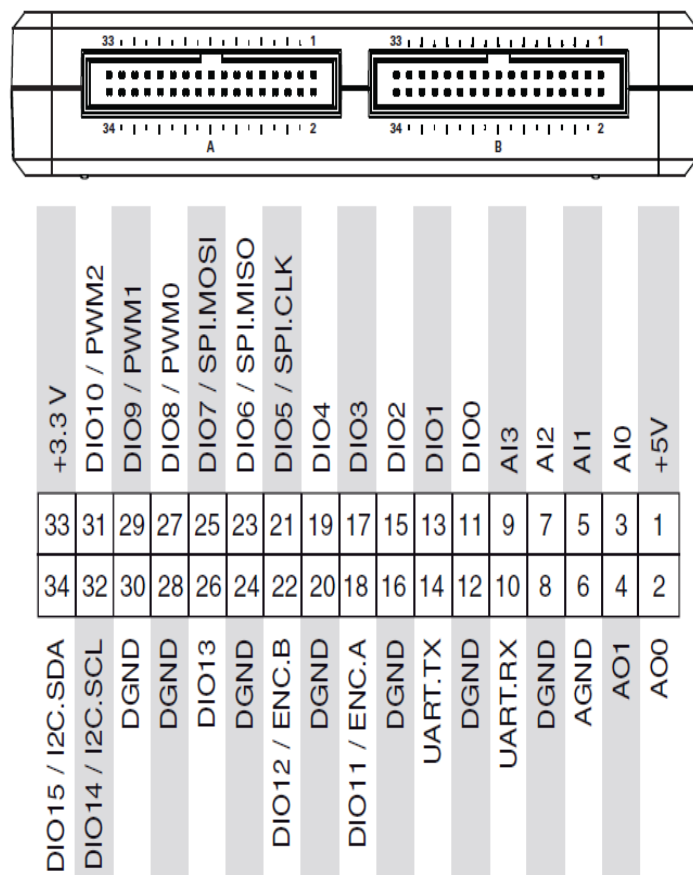 33 1 33 1
34 2 34 2
A B
+3.3 V
DIO10 / PWM2
DIO9 / PWM1
DIO8 / PWM0
DIO7 / SPI.MOSI
DIO6 / SPI.MISO
DIO5 / SPI.CLK
DIO4
DIO3
DIO2
DIO1
DIO0
AI3
AI2
AI1
AI0
+5V
33 31 29 27 25 23 21 19 17 15 13 11 9 7 5 3 1
34 32 30 28 26 24 22 20 18 16 14 12 10 8 6 4 2
DIO15 / I2C.SDA
DIO14 / I2C.SCL
DGND
DGND
DIO13
DGND
DIO12 / ENC.B
DGND
DIO11 / ENC.A
DGND
UART.TX
DGND
UART.RX
DGND
AGND
AO1
AO0